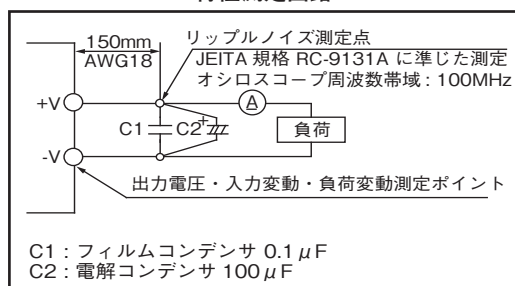 150mm
AWG18
リップルノイズ測定点
JEITA 規格 RC-9131A に準じた測定
オシロスコープ周波数帯域 : 100MHz
+V
-V
C1
C2
+
A
負荷
出力電圧・入力変動・負荷変動測定ポイント
C1 : フィルムコンデンサ 0.1μF
C2 : 電解コンデンサ 100μF